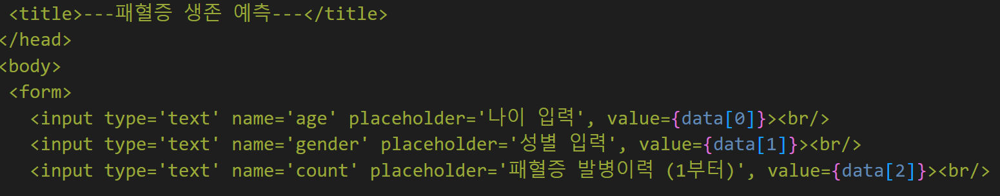 <title>---패혈증 생존 예측---</title>
</head>
<body>
<form>
<input type='text' name='age' placeholder='나이 입력', value={data[0]}><br/>
<input type='text' name='gender' placeholder='성별 입력', value={data[1]}><br/>
<input type='text' name='count' placeholder='패혈증 발병이력 (1부터)', value={data[2]}><br/>